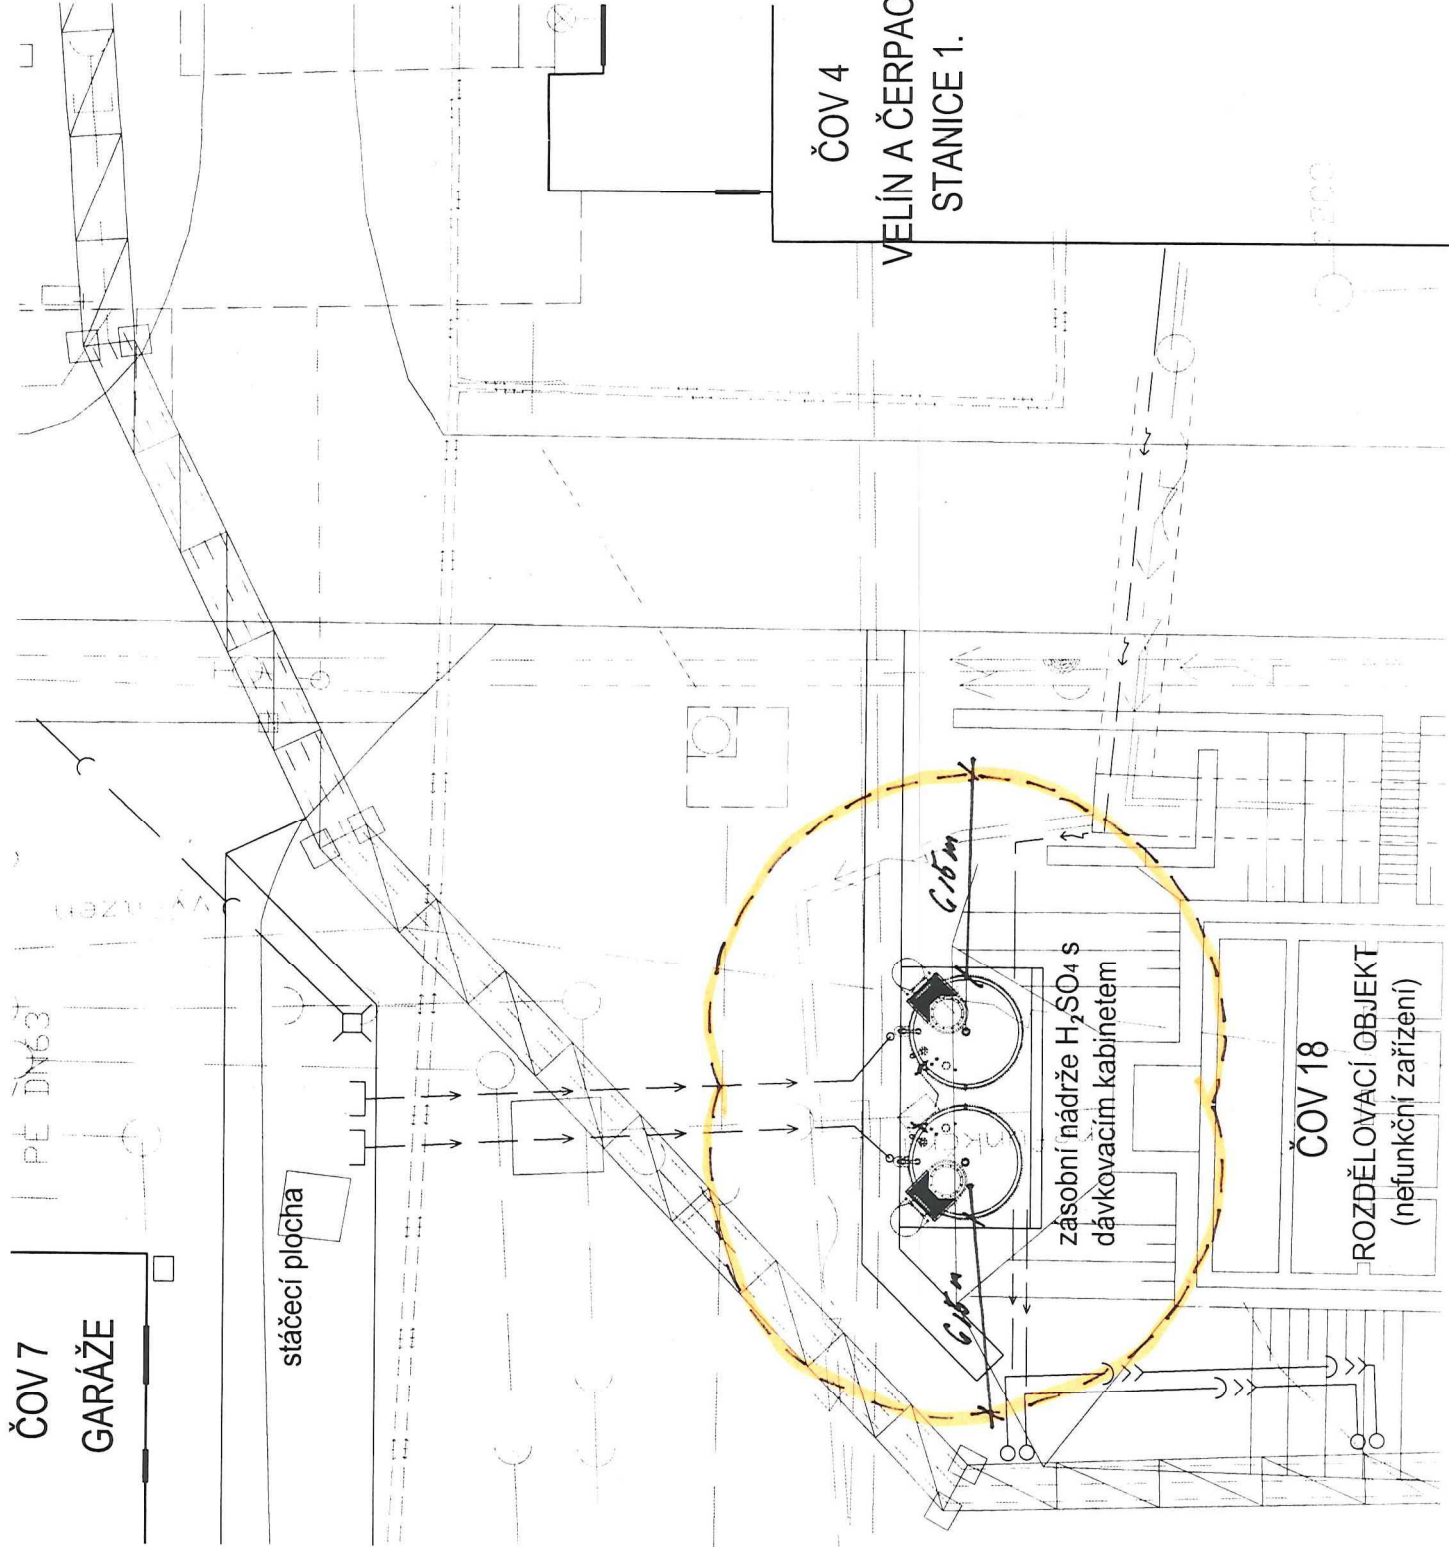 ČOV 7
GARÁŽE
stáčecí plocha
PE DN63
ČOV 4
VELÍN A ČERPAC
STANICE 1.
6,15 m
6,15 m
zásobní nádrže H₂SO₄ s
dávkovacím kabinetem
ČOV 18
ROZDĚLOVACÍ OBJEKT
(nefunkční zařízení)